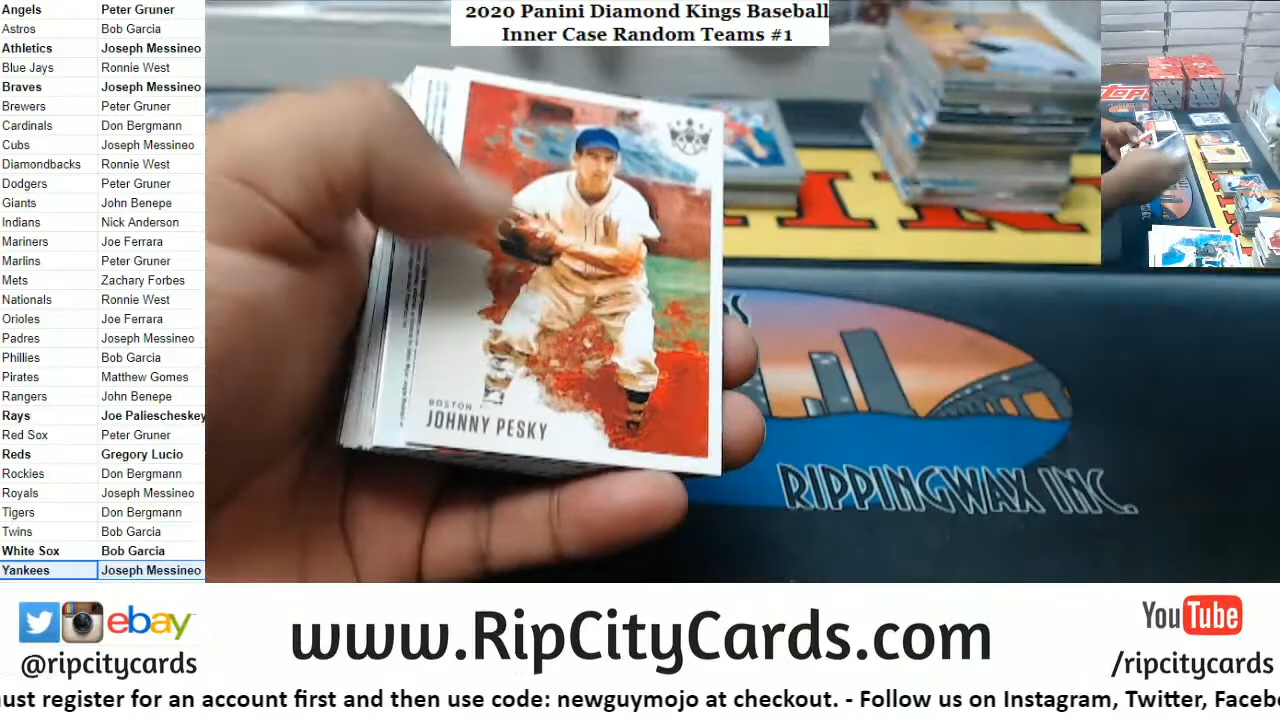 Angels Peter Gruner
Astros Bob Garcia
Athletics Joseph Messineo
Blue Jays Ronnie West
Braves Joseph Messineo
Brewers Peter Gruner
Cardinals Don Bergmann
Cubs Joseph Messineo
Diamondbacks Ronnie West
Dodgers Peter Gruner
Giants John Benepe
Indians Nick Anderson
Mariners Joe Ferrara
Marlins Peter Gruner
Mets Zachary Forbes
Nationals Ronnie West
Orioles Joe Ferrara
Padres Joseph Messineo
Phillies Bob Garcia
Pirates Matthew Gomes
Rangers John Benepe
Rays Joe Paliescheskey
Red Sox Peter Gruner
Reds Gregory Lucio
Rockies Don Bergmann
Royals Joseph Messineo
Tigers Don Bergmann
Twins Bob Garcia
White Sox Bob Garcia
Yankees Joseph Messineo
2020 Panini Diamond Kings Baseball
Inner Case Random Teams #1
BOSTON
JOHNNY PESKY
RIPPINGWAX INC.
ebay
@ripcitycards
www.RipCityCards.com
YouTube
/ripcitycards
ust register for an account first and then use code: newguymojo at checkout. - Follow us on Instagram, Twitter, Faceb